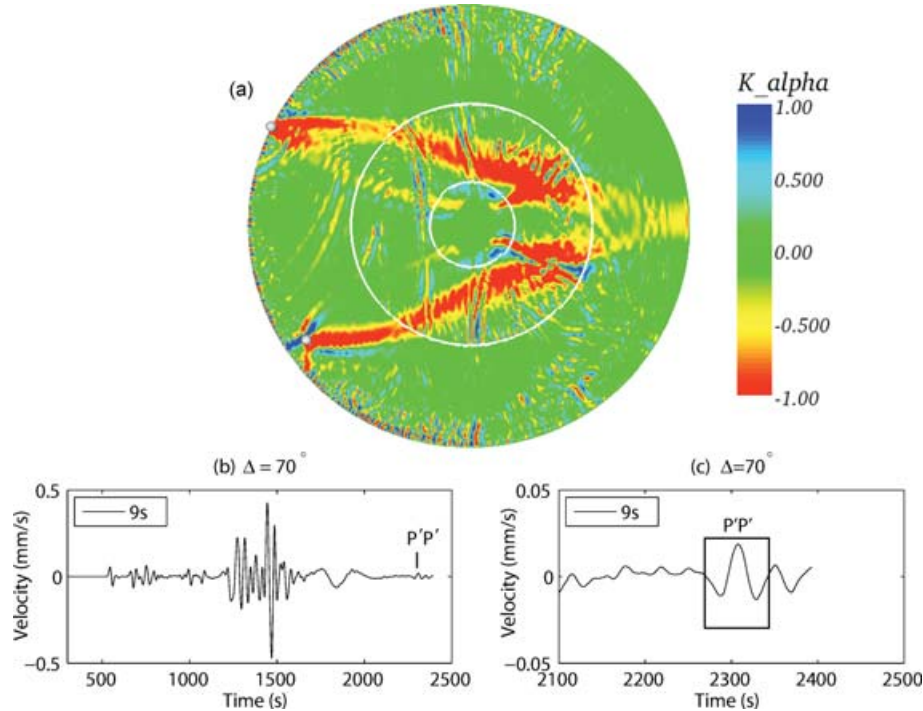 (a)
K_alpha
1.00
0.500
0.00
-0.500
-1.00
(b) Δ = 70°
0.5
0
−0.5
Velocity (mm/s)
9s
P'P'
500 1000 1500 2000 2500
Time (s)
(c) Δ=70°
0.05
0
−0.05
Velocity (mm/s)
9s
P'P'
2100 2200 2300 2400 2500
Time (s)